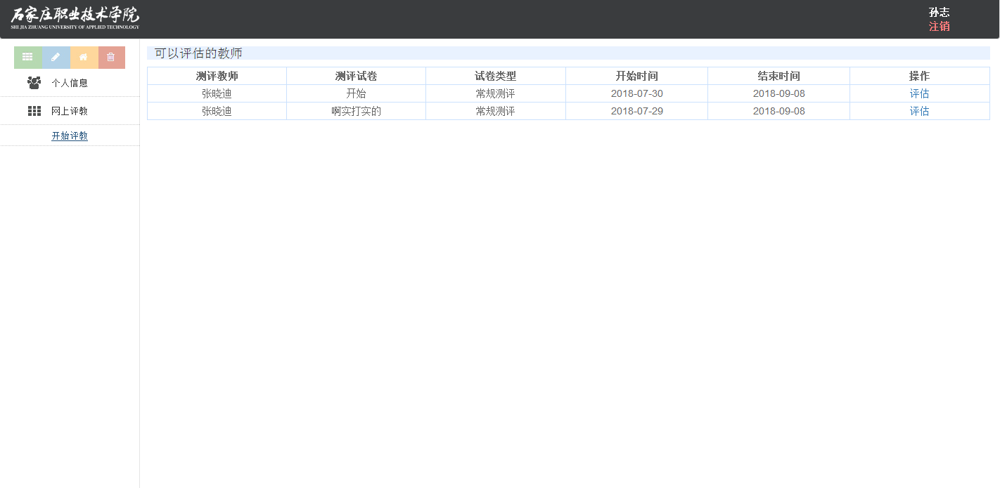 石家庄职业技术学院
SHI JIA ZHUANG UNIVERSITY OF APPLIED TECHNOLOGY
孙志
注销
个人信息
网上评教
开始评教
可以评估的教师
测评教师 测评试卷 试卷类型 开始时间 结束时间 操作
张晓迪 开始 常规测评 2018-07-30 2018-09-08 评估
张晓迪 啊实打实的 常规测评 2018-07-29 2018-09-08 评估